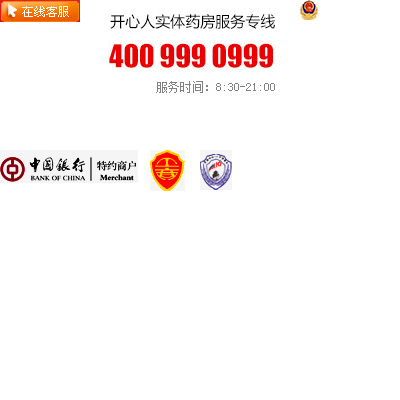 在线客服
开心人实体药房服务专线
400 999 0999
服务时间：8:30-21:00
中国银行
BANK OF CHINA
特约商户
Merchant